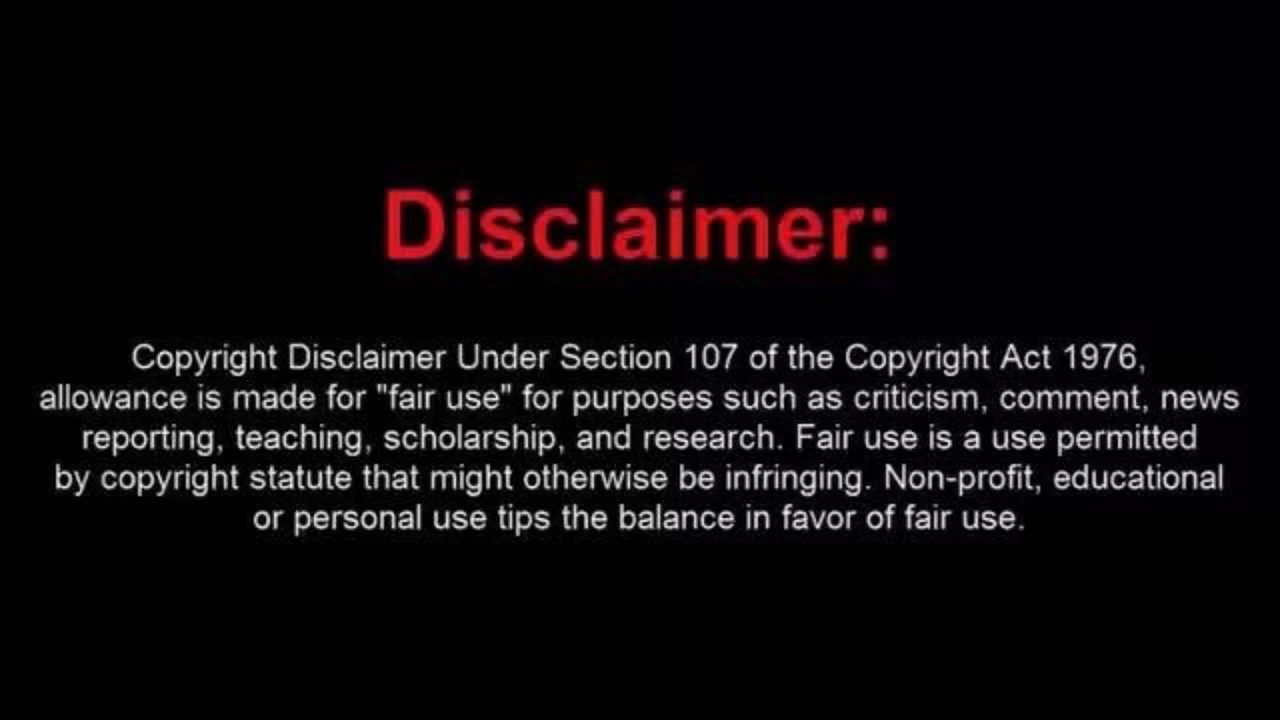 Disclaimer:
Copyright Disclaimer Under Section 107 of the Copyright Act 1976,
allowance is made for "fair use" for purposes such as criticism, comment, news
reporting, teaching, scholarship, and research. Fair use is a use permitted
by copyright statute that might otherwise be infringing. Non-profit, educational
or personal use tips the balance in favor of fair use.